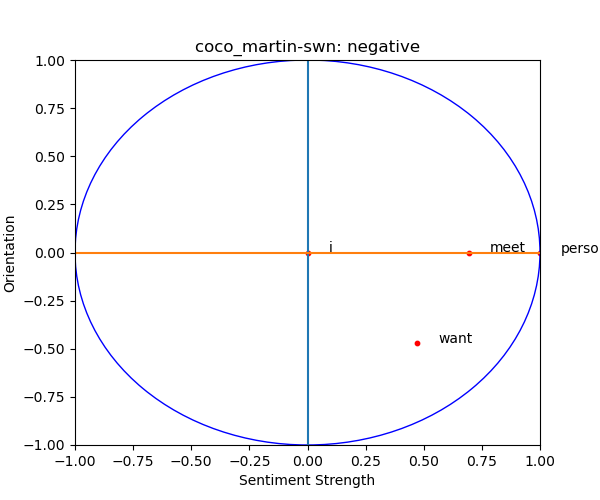 coco_martin-swn: negative
1.00
0.75
0.50
0.25
0.00
−0.25
−0.50
−0.75
−1.00
Orientation
i
meet
perso
want
−1.00 −0.75 −0.50 −0.25 0.00 0.25 0.50 0.75 1.00
Sentiment Strength